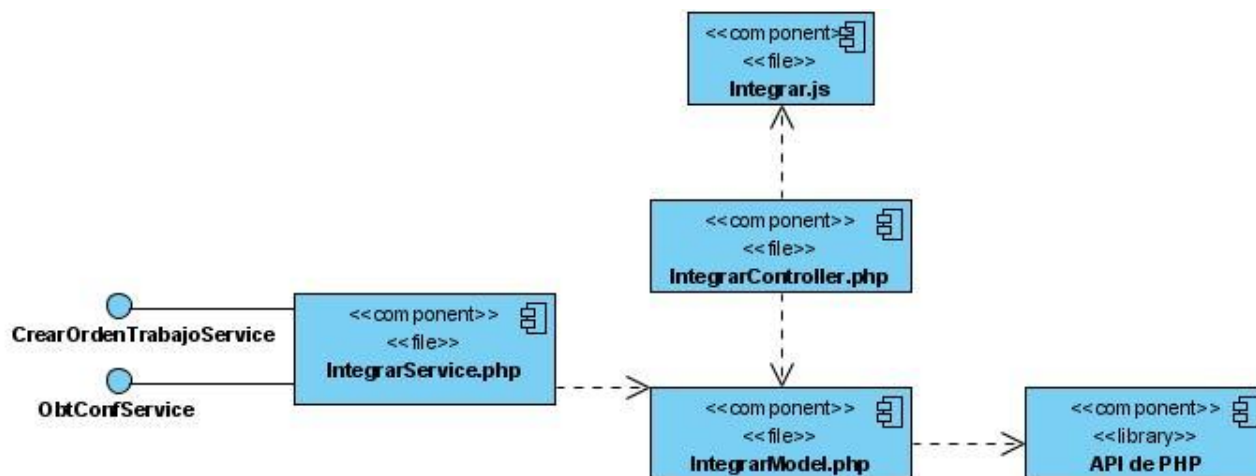 <<component>>
<<file>>
Integrar.js
<<component>>
<<file>>
IntegrarController.php
CrearOrdenTrabajoService
ObtConfService
<<component>>
<<file>>
IntegrarService.php
<<component>>
<<file>>
IntegrarModel.php
<<component>>
<<library>>
API de PHP